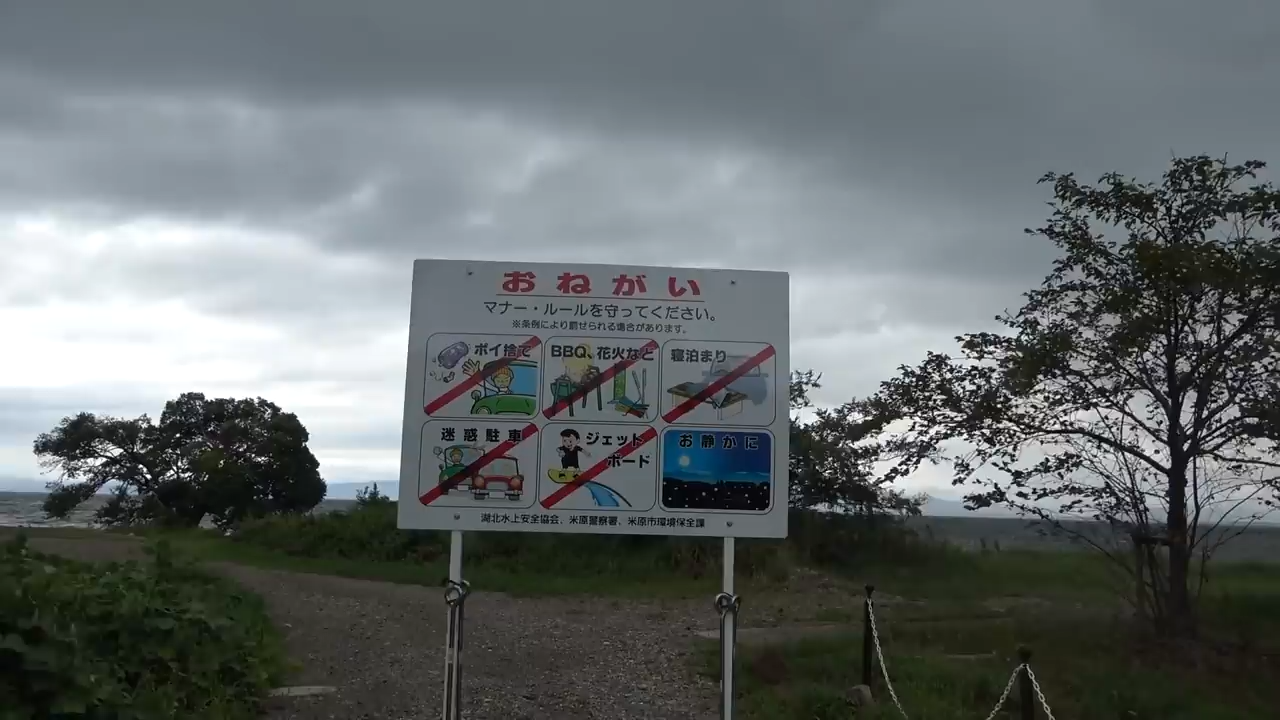 おねがい
マナー・ルールを守ってください。
※条例により罰せられる場合があります。
ポイ捨て
BBQ、花火など
寝泊まり
迷惑駐車
ジェット
ボード
お静かに
湖北水上安全協会、米原警察署、米原市環境保全課